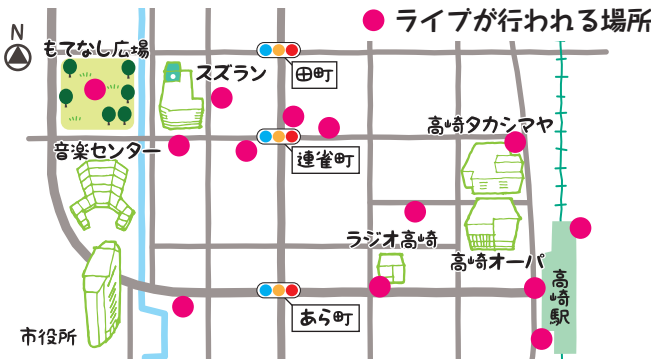 ライブが行われる場所
N
もてなし広場
スズラン
田町
高崎タカシマヤ
音楽センター
連雀町
ラジオ高崎
高崎オーパ
高崎駅
あら町
市役所